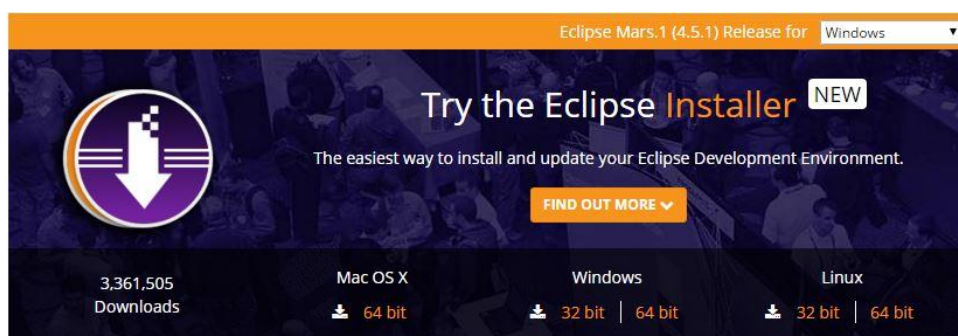 Eclipse Mars.1 (4.5.1) Release for Windows
Try the Eclipse Installer NEW
The easiest way to install and update your Eclipse Development Environment.
FIND OUT MORE
3,361,505
Downloads
Mac OS X
64 bit
Windows
32 bit | 64 bit
Linux
32 bit | 64 bit